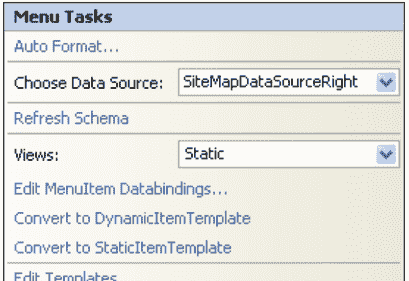 Menu Tasks
Auto Format...
Choose Data Source: SiteMapDataSourceRight
Refresh Schema
Views: Static
Edit MenuItem Databindings...
Convert to DynamicItemTemplate
Convert to StaticItemTemplate
Edit Templates